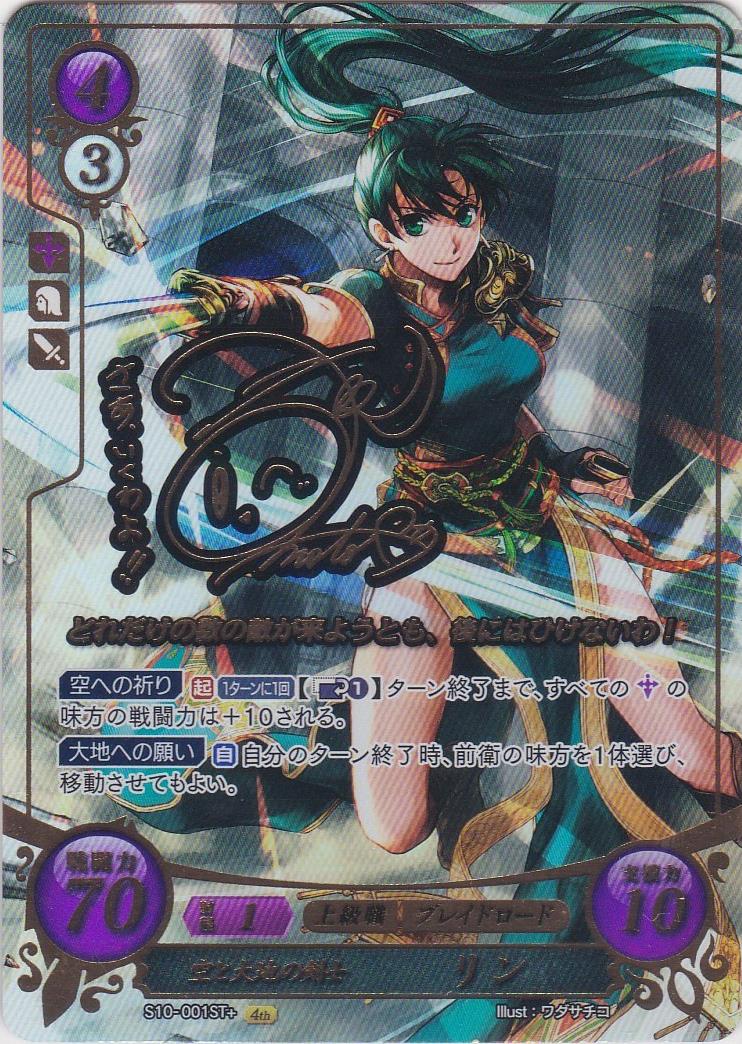 4
3
さあ、いくわよ!!
どれだけの数の敵が来ようとも、後にはひけないわ！
空への祈り 起 1ターンに1回【 1】ターン終了まで、すべての の
味方の戦闘力は＋10される。
大地への願い 自 自分のターン終了時、前衛の味方を1体選び、
移動させてもよい。
戦闘力
70
射程 1
上級職 ブレイドロード
支援力
10
空と大地の剣士 リン
S10-001ST+ 4th
Illust：ワダサチコ